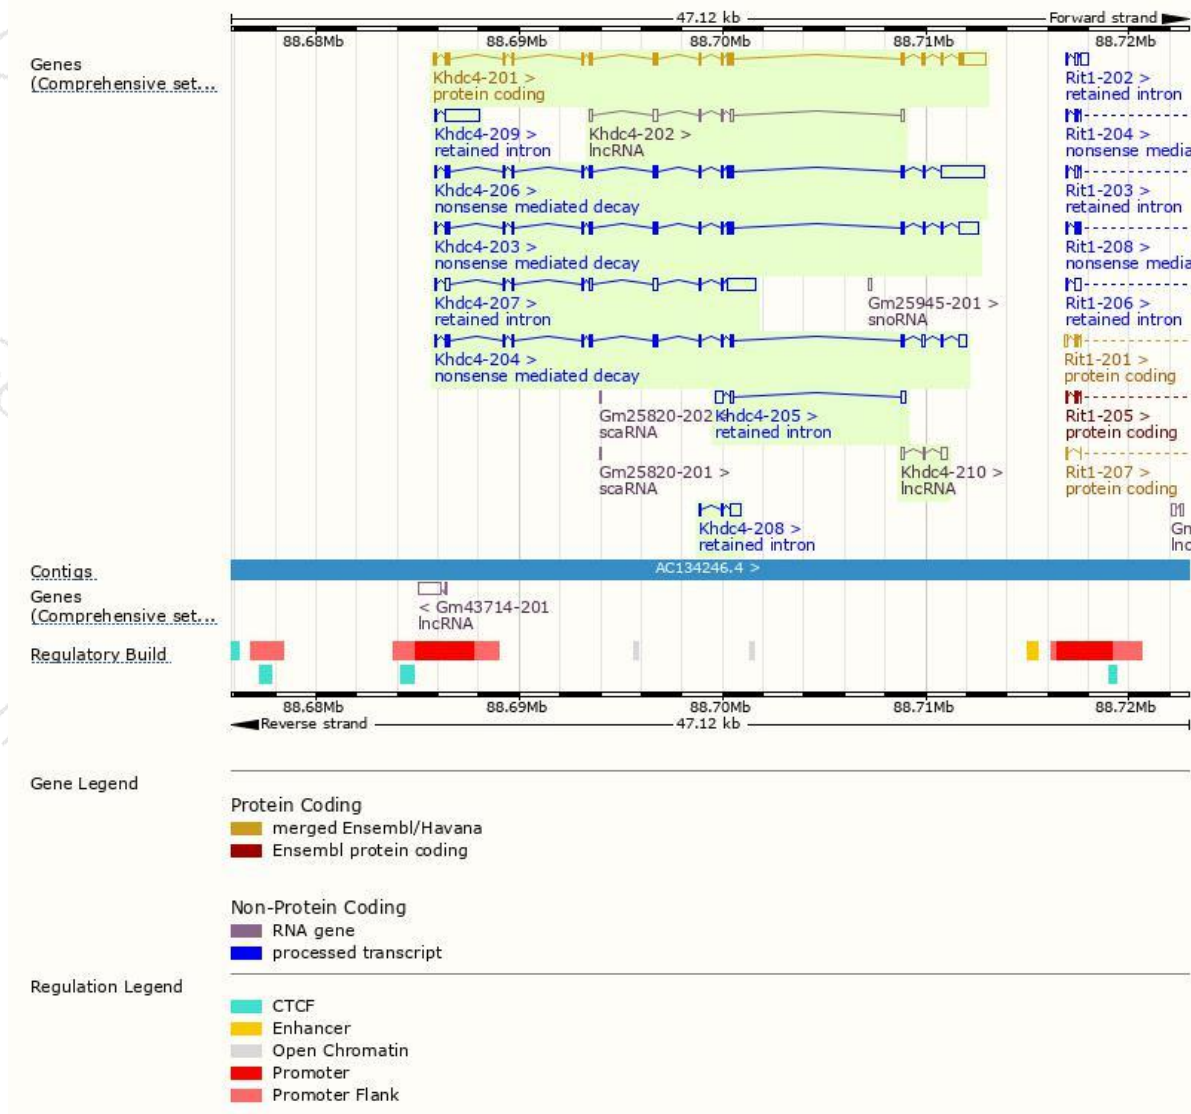 47.12 kb Forward strand
88.68Mb 88.69Mb 88.70Mb 88.71Mb 88.72Mb
Genes
(Comprehensive set...
Khdc4-201 >
protein coding
Rit1-202 >
retained intron
Khdc4-209 >
retained intron
Khdc4-202 >
lncRNA
Rit1-204 >
nonsense media
Khdc4-206 >
nonsense mediated decay
Rit1-203 >
retained intron
Khdc4-203 >
nonsense mediated decay
Rit1-208 >
nonsense media
Khdc4-207 >
retained intron
Gm25945-201 >
snoRNA
Rit1-206 >
retained intron
Khdc4-204 >
nonsense mediated decay
Rit1-201 >
protein coding
Gm25820-202
scaRNA
Khdc4-205 >
retained intron
Rit1-205 >
protein coding
Gm25820-201 >
scaRNA
Khdc4-210 >
lncRNA
Rit1-207 >
protein coding
Khdc4-208 >
retained intron
Gn
lnc
Contigs
AC134246.4 >
Genes
(Comprehensive set...
< Gm43714-201
lncRNA
Regulatory Build
88.68Mb 88.69Mb 88.70Mb 88.71Mb 88.72Mb
Reverse strand 47.12 kb
Gene Legend
Protein Coding
merged Ensembl/Havana
Ensembl protein coding
Non-Protein Coding
RNA gene
processed transcript
Regulation Legend
CTCF
Enhancer
Open Chromatin
Promoter
Promoter Flank